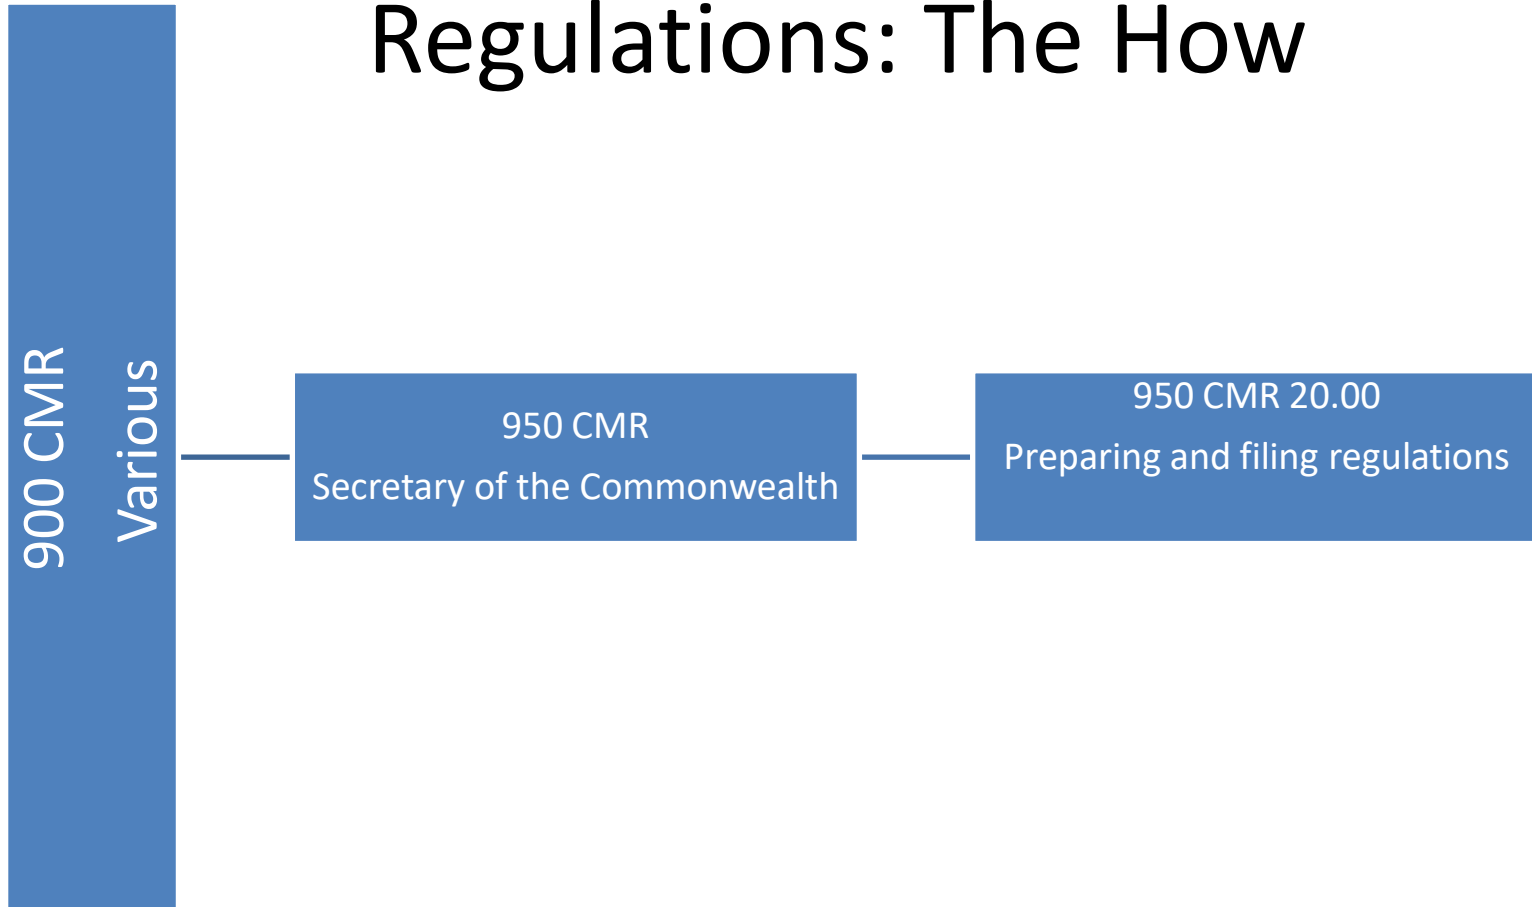 Regulations: The How
900 CMR
Various
950 CMR
Secretary of the Commonwealth
950 CMR 20.00
Preparing and filing regulations